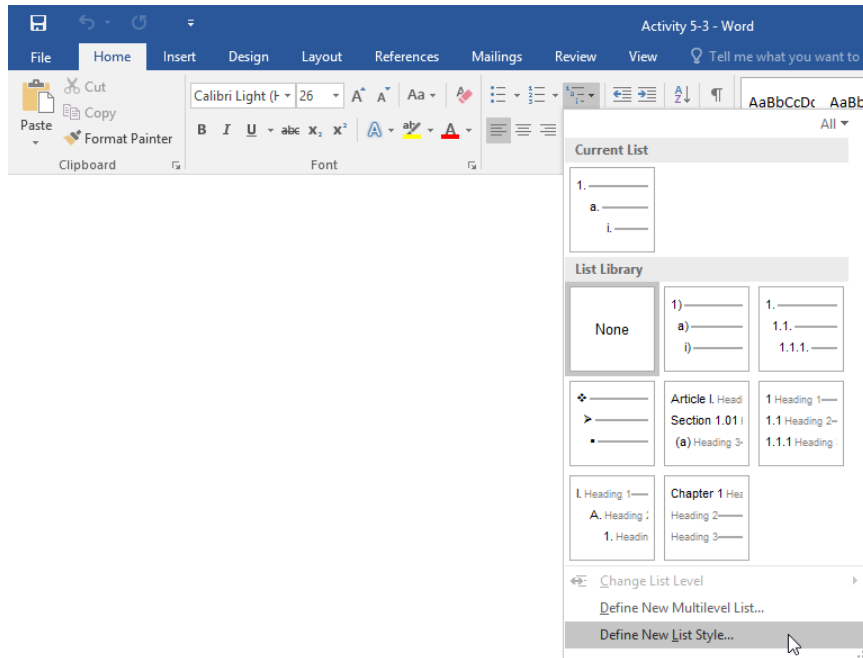 Activity 5-3 - Word
File Home Insert Design Layout References Mailings Review View Tell me what you want to
Cut
Copy
Format Painter
Paste
Clipboard
Calibri Light (H 26 A A Aa
B I U abc X₂ X² A ab A
Font
AaBbCcDc AaBb
All
Current List
1.
a.
i.
List Library
None
1)
a)
i)
1.
1.1.
1.1.1.
Article I. Headi
Section 1.01
(a) Heading 3
1 Heading 1
1.1 Heading 2
1.1.1 Heading
I. Heading 1
A. Heading
1. Headin
Chapter 1 Hea
Heading 2
Heading 3
Change List Level
Define New Multilevel List...
Define New List Style...